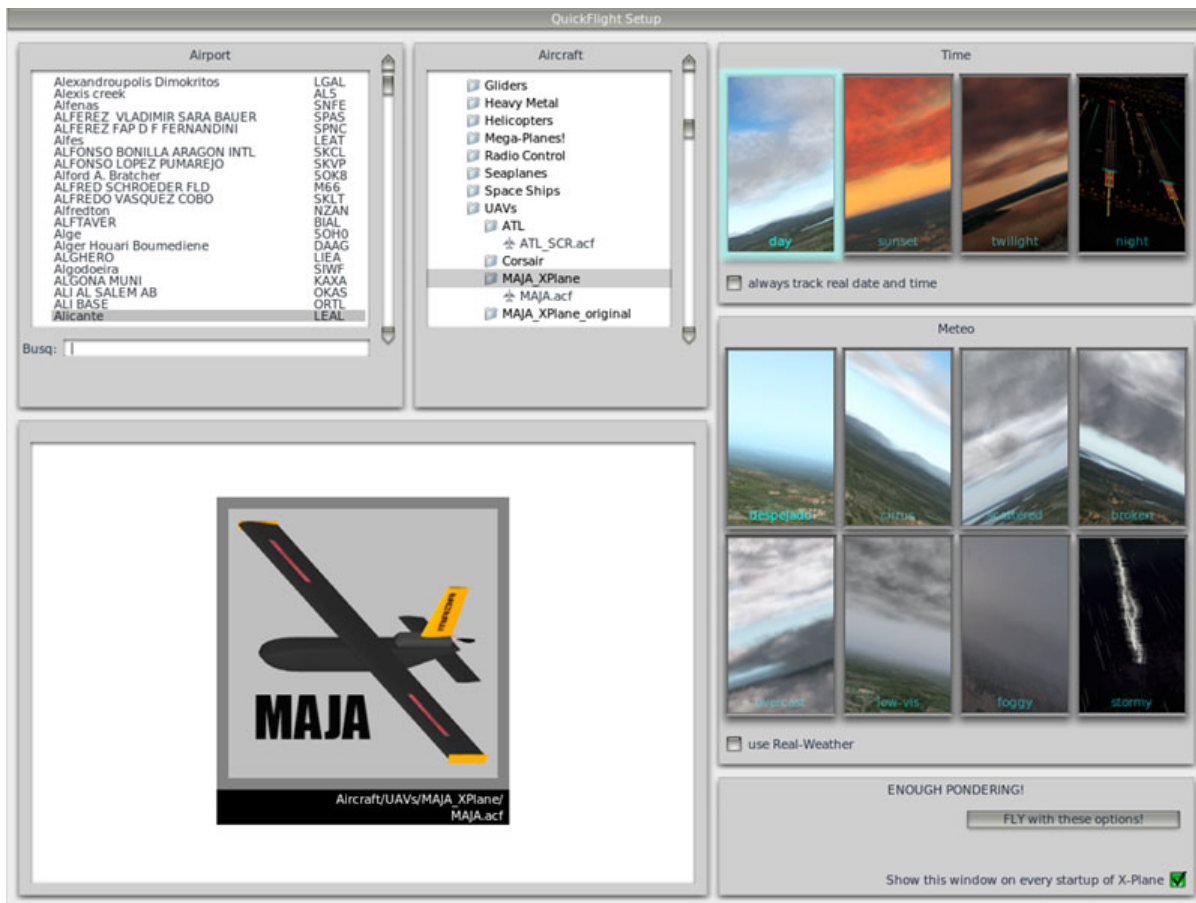 QuickFlight Setup
Airport
Alexandroupolis Dimokritos LGAL
Alexis creek AL5
Alfenas SNFE
ALFEREZ VLADIMIR SARA BAUER SPAS
ALFEREZ FAP D F FERNANDINI SPNC
Alfes LEAT
ALFONSO BONILLA ARAGON INTL SKCL
ALFONSO LOPEZ PUMAREJO SKVP
Alford A. Bratcher 5OK8
ALFRED SCHROEDER FLD M66
ALFREDO VASQUEZ COBO SKLT
Alfredton NZAN
ALFTAVER BIAL
Alge 5OH0
Alger Houari Boumediene DAAG
ALGHERO LIEA
Algodoeira SIWF
ALGONA MUNI KAXA
ALI AL SALEM AB OKAS
ALI BASE ORTL
Alicante LEAL
Busq:
Aircraft
Gliders
Heavy Metal
Helicopters
Mega-Planes!
Radio Control
Seaplanes
Space Ships
UAVs
ATL
ATL_SCR.acf
Corsair
MAJA_XPlane
MAJA.acf
MAJA_XPlane_original
Time
day sunset twilight night
always track real date and time
Meteo
despejado cirrus scattered broken
overcast low-vis foggy stormy
use Real-Weather
MAJA
Aircraft/UAVs/MAJA_XPlane/
MAJA.acf
ENOUGH PONDERING!
FLY with these options!
Show this window on every startup of X-Plane